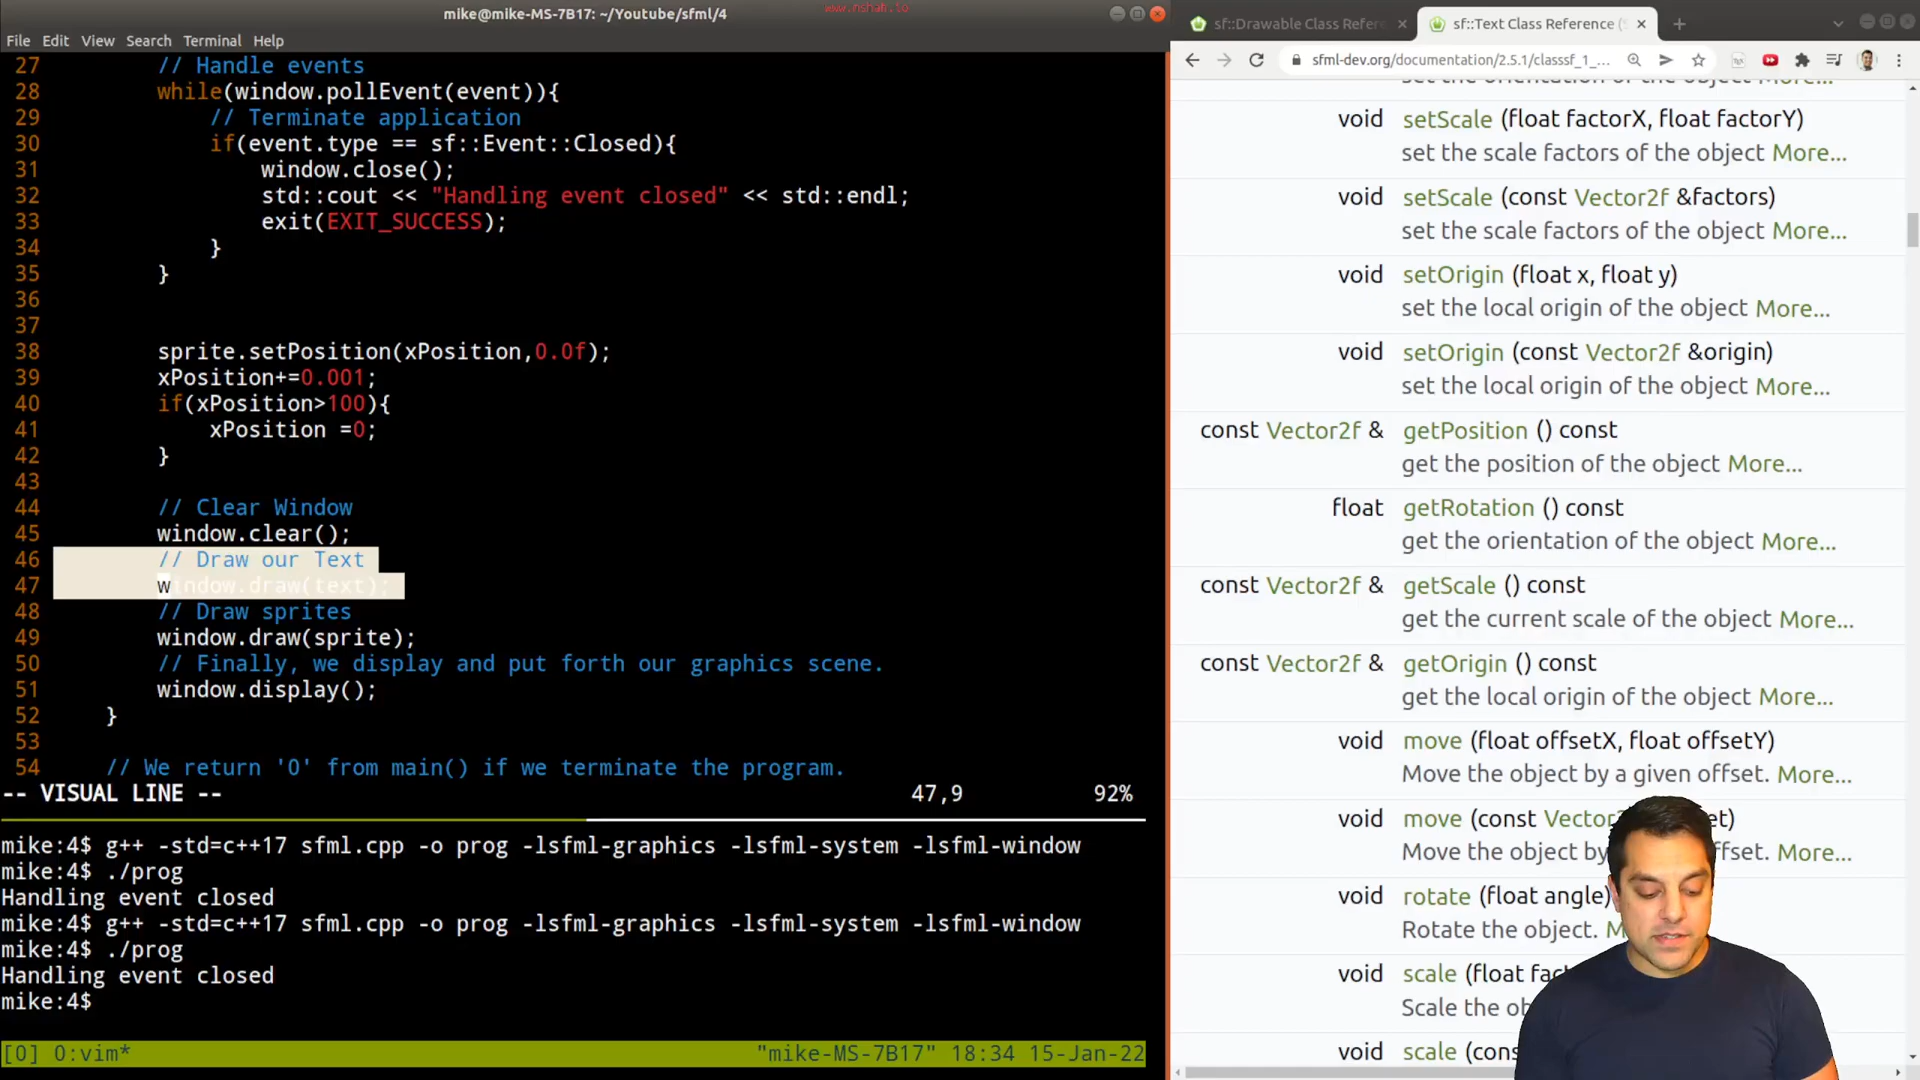 mike@mike-MS-7B17: ~/Youtube/sfml/4
File Edit View Search Terminal Help
27 // Handle events
28 while(window.pollEvent(event)){
29 // Terminate application
30 if(event.type == sf::Event::Closed){
31 window.close();
32 std::cout << "Handling event closed" << std::endl;
33 exit(EXIT_SUCCESS);
34 }
35 }
36
37
38 sprite.setPosition(xPosition,0.0f);
39 xPosition+=0.001;
40 if(xPosition>100){
41 xPosition =0;
42 }
43
44 // Clear Window
45 window.clear();
46 // Draw our Text
47 window.draw(text);
48 // Draw sprites
49 window.draw(sprite);
50 // Finally, we display and put forth our graphics scene.
51 window.display();
52 }
53
54 // We return '0' from main() if we terminate the program.
-- VISUAL LINE -- 47,9 92%
mike:4$ g++ -std=c++17 sfml.cpp -o prog -lsfml-graphics -lsfml-system -lsfml-window
mike:4$ ./prog
Handling event closed
mike:4$ g++ -std=c++17 sfml.cpp -o prog -lsfml-graphics -lsfml-system -lsfml-window
mike:4$ ./prog
Handling event closed
mike:4$
[0] 0:vim* "mike-MS-7B17" 18:34 15-Jan-22
sf::Drawable Class Refer
sf::Text Class Reference (
sfml-dev.org/documentation/2.5.1/classsf_1_...
void setScale (float factorX, float factorY)
set the scale factors of the object More...
void setScale (const Vector2f &factors)
set the scale factors of the object More...
void setOrigin (float x, float y)
set the local origin of the object More...
void setOrigin (const Vector2f &origin)
set the local origin of the object More...
const Vector2f & getPosition () const
get the position of the object More...
float getRotation () const
get the orientation of the object More...
const Vector2f & getScale () const
get the current scale of the object More...
const Vector2f & getOrigin () const
get the local origin of the object More...
void move (float offsetX, float offsetY)
Move the object by a given offset. More...
void move (const Vector2
Move the object by offset. More...
void rotate (float angle)
Rotate the object.
void scale (float
Scale the
void scale